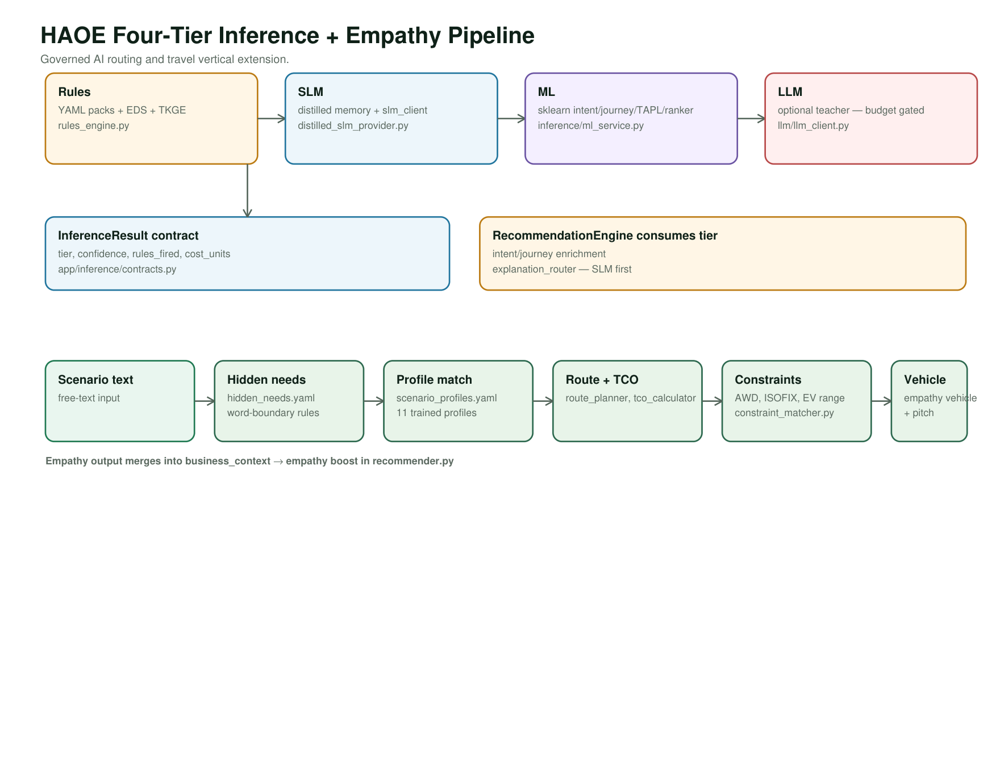 HAOE Four-Tier Inference + Empathy Pipeline
Governed AI routing and travel vertical extension.
Rules
YAML packs + EDS + TKGE
rules_engine.py
SLM
distilled memory + slm_client
distilled_slm_provider.py
ML
sklearn intent/journey/TAPL/ranker
inference/ml_service.py
LLM
optional teacher — budget gated
llm/llm_client.py
InferenceResult contract
tier, confidence, rules_fired, cost_units
app/inference/contracts.py
RecommendationEngine consumes tier
intent/journey enrichment
explanation_router — SLM first
Scenario text
free-text input
Hidden needs
hidden_needs.yaml
word-boundary rules
Profile match
scenario_profiles.yaml
11 trained profiles
Route + TCO
route_planner, tco_calculator
Constraints
AWD, ISOFIX, EV range
constraint_matcher.py
Vehicle
empathy vehicle
+ pitch
Empathy output merges into business_context → empathy boost in recommender.py